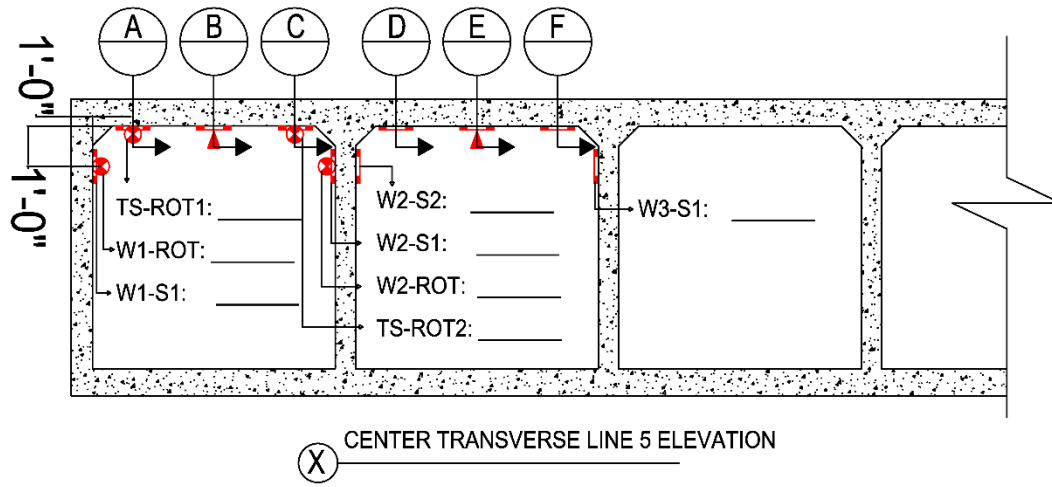 A B C D E F
1'-0"
1'-0"
TS-ROT1:
W1-ROT:
W1-S1:
W2-S2:
W2-S1:
W2-ROT:
TS-ROT2:
W3-S1:
X CENTER TRANSVERSE LINE 5 ELEVATION